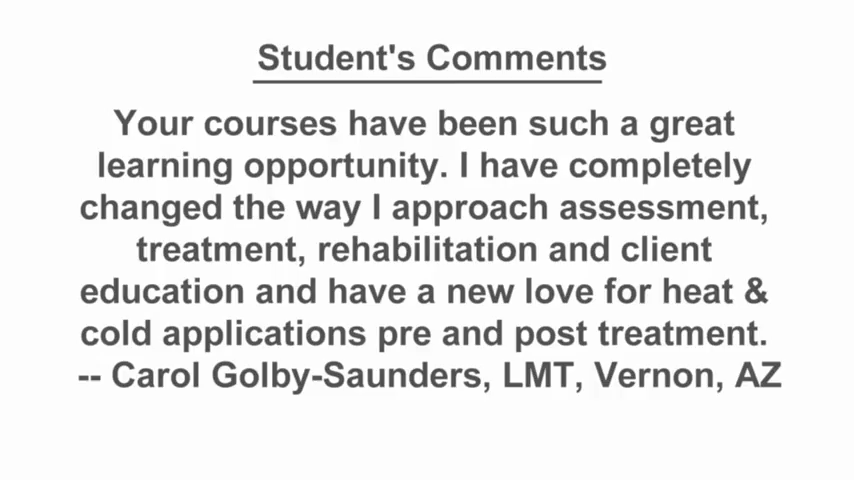 Student's Comments
Your courses have been such a great
learning opportunity. I have completely
changed the way I approach assessment,
treatment, rehabilitation and client
education and have a new love for heat &
cold applications pre and post treatment.
-- Carol Golby-Saunders, LMT, Vernon, AZ